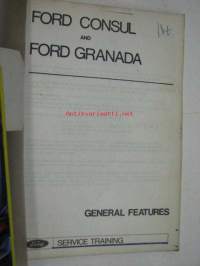 FORD CONSUL
AND
FORD GRANADA
GENERAL FEATURES
Ford
SERVICE TRAINING